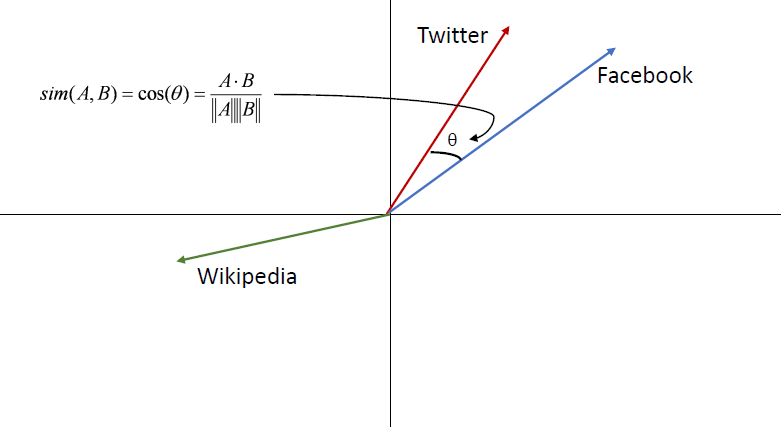 Twitter
Facebook
sim(A, B) = cos(θ) = A · B / ‖A‖‖B‖
θ
Wikipedia